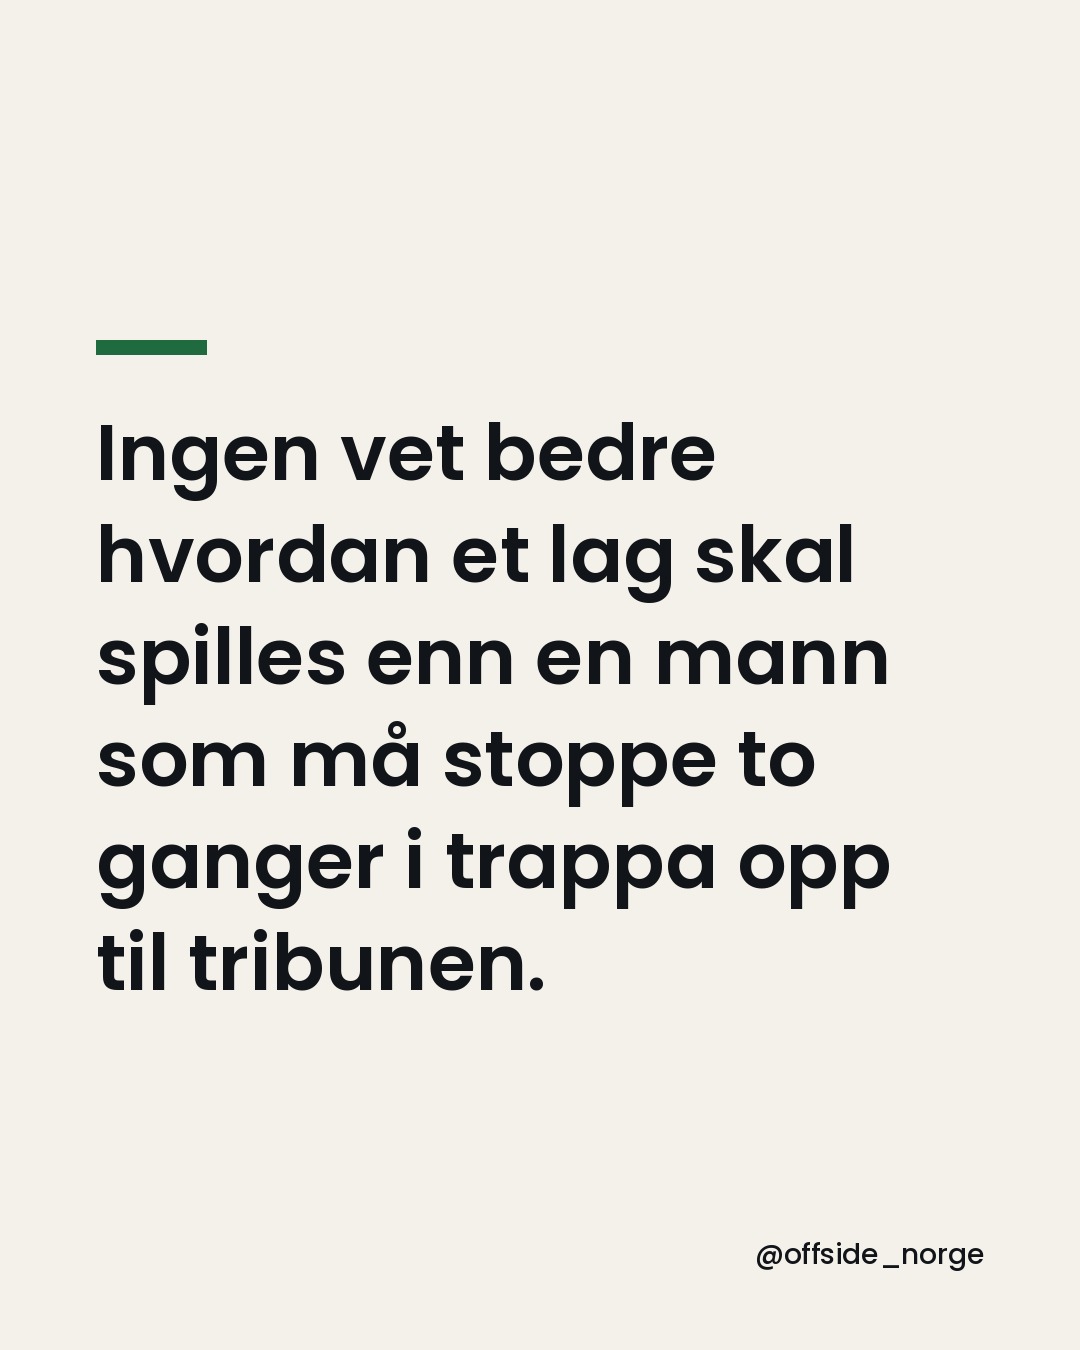 Ingen vet bedre
hvordan et lag skal
spilles enn en mann
som må stoppe to
ganger i trappa opp
til tribunen.
@offside_norge